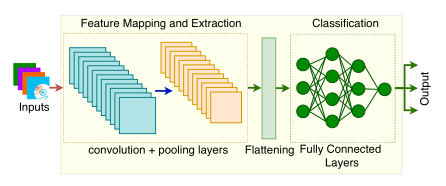 Feature Mapping and Extraction
Classification
Inputs
convolution + pooling layers
Flattening
Fully Connected
Layers
Output